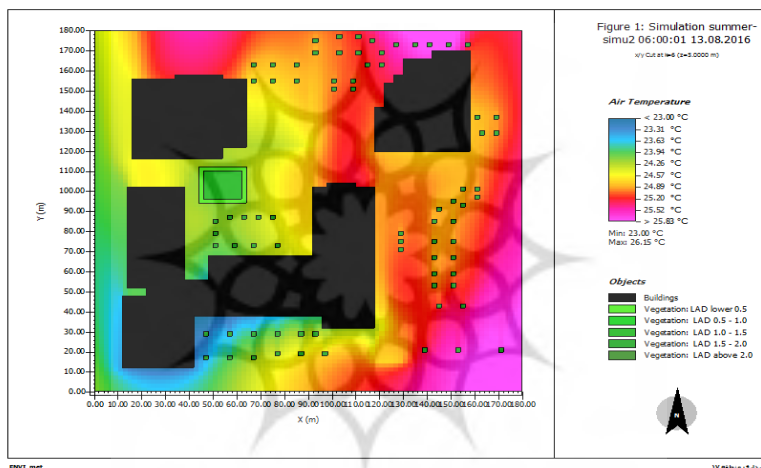 Figure 1: Simulation summer-
simu2 06:00:01 13.08.2016
x/y Cut at k=6 (z=5.0000 m)
Air Temperature
< 23.00 °C
23.31 °C
23.63 °C
23.94 °C
24.26 °C
24.57 °C
24.89 °C
25.20 °C
25.52 °C
> 25.83 °C
Min: 23.00 °C
Max: 26.15 °C
Objects
Buildings
Vegetation: LAD lower 0.5
Vegetation: LAD 0.5 - 1.0
Vegetation: LAD 1.0 - 1.5
Vegetation: LAD 1.5 - 2.0
Vegetation: LAD above 2.0
N
180.00
170.00
160.00
150.00
140.00
130.00
120.00
110.00
100.00
90.00
80.00
70.00
60.00
50.00
40.00
30.00
20.00
10.00
0.00
Y (m)
0.00 10.00 20.00 30.00 40.00 50.00 60.00 70.00 80.00 90.00 100.00 110.00 120.00 130.00 140.00 150.00 160.00 170.00 180.00
X (m)